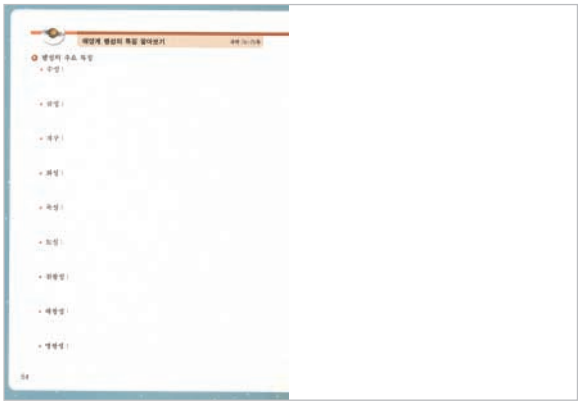 태양계 행성의 특징 알아보기
행성의 주요 특징
• 수성 :
• 금성 :
• 지구 :
• 화성 :
• 목성 :
• 토성 :
• 천왕성 :
• 해왕성 :
• 명왕성 :
54